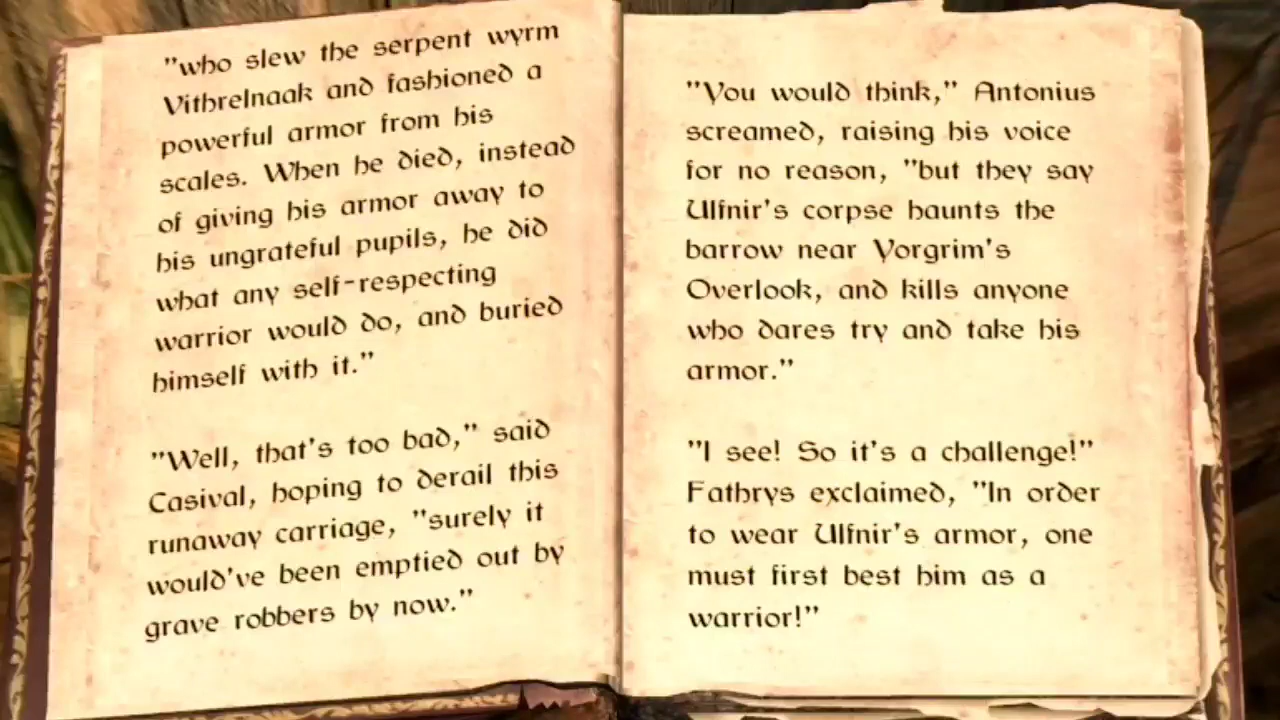 "who slew the serpent wyrm
Vithrelnaak and fashioned a
powerful armor from his
scales. When he died, instead
of giving his armor away to
his ungrateful pupils, he did
what any self-respecting
warrior would do, and buried
himself with it."
"Well, that's too bad," said
Casival, hoping to derail this
runaway carriage, "surely it
would've been emptied out by
grave robbers by now."
"You would think," Antonius
screamed, raising his voice
for no reason, "but they say
Ulfnir's corpse haunts the
barrow near Yorgrim's
Overlook, and kills anyone
who dares try and take his
armor."
"I see! So it's a challenge!"
Fathrys exclaimed, "In order
to wear Ulfnir's armor, one
must first best him as a
warrior!"